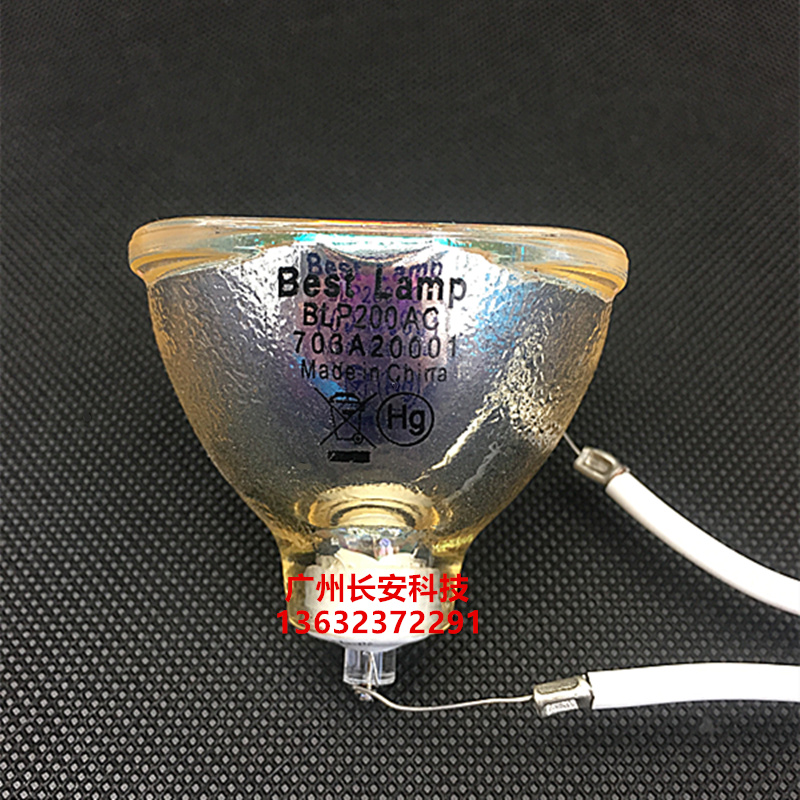 Best Lamp
BLP200AC
703A20001
Made in China
Hg
广州长安科技
13632372291